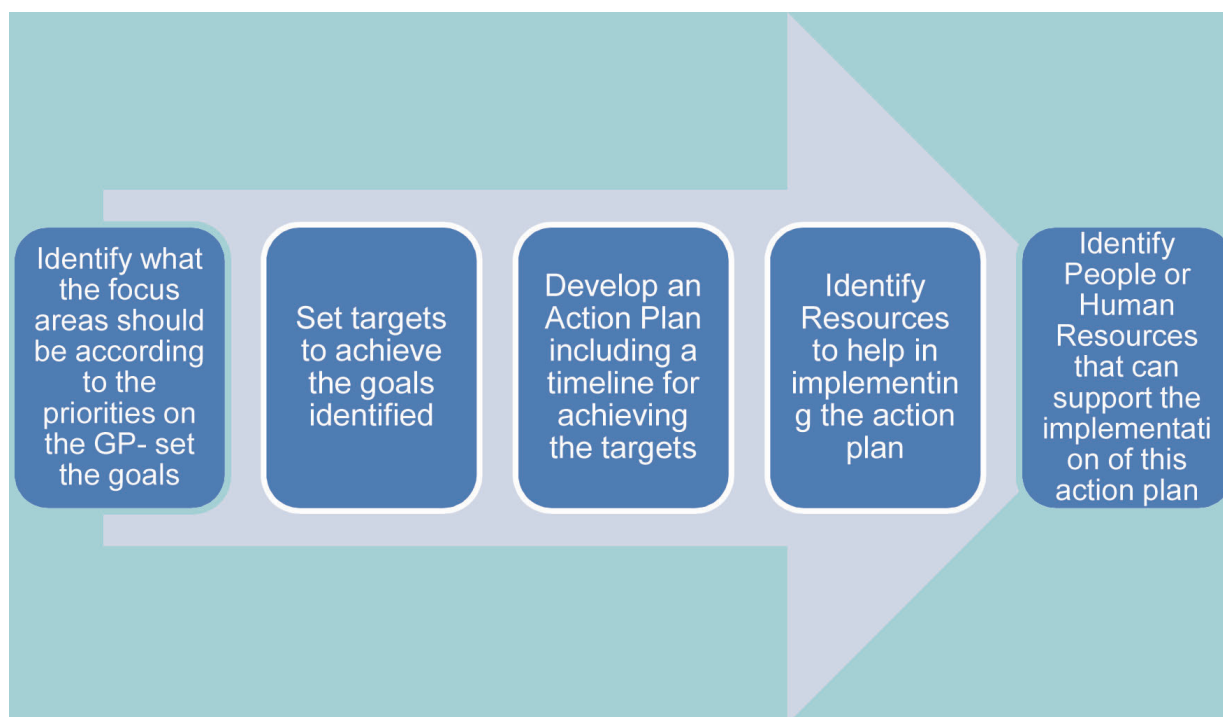 Identify what
the focus
areas should
be according
to the
priorities on
the GP- set
the goals
Set targets
to achieve
the goals
identified
Develop an
Action Plan
including a
timeline for
achieving
the targets
Identify
Resources
to help in
implementin
g the action
plan
Identify
People or
Human
Resources
that can
support the
implementati
on of this
action plan